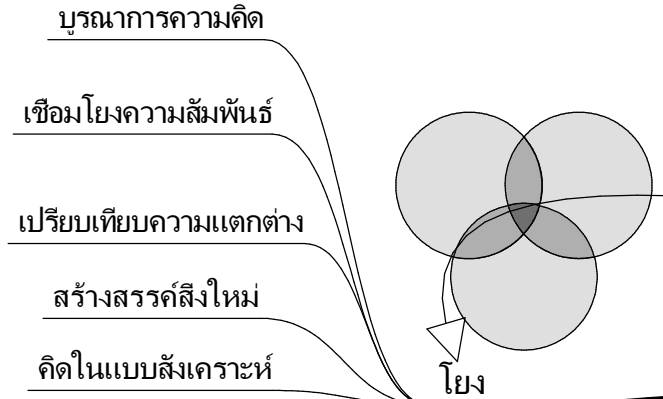 บูรณาการความคิด
เชื่อมโยงความสัมพันธ์
เปรียบเทียบความแตกต่าง
สร้างสรรค์สิ่งใหม่
คิดในแบบสังเคราะห์
โยง